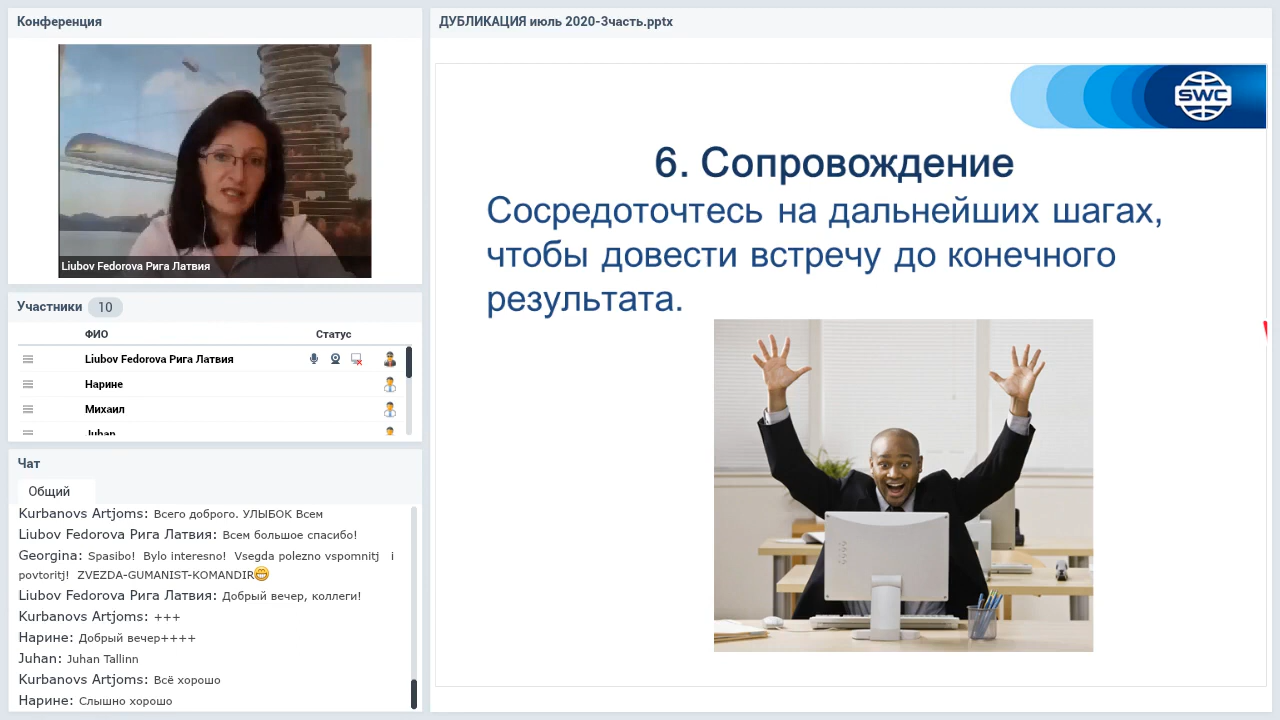 Конференция
Liubov Fedorova Рига Латвия
Участники 10
ФИО Статус
Liubov Fedorova Рига Латвия
Нарине
Михаил
Juhan
Чат
Общий
Kurbanovs Artjoms: Всего доброго. УЛЫБОК Всем
Liubov Fedorova Рига Латвия: Всем большое спасибо!
Georgina: Spasibo! Bylo interesno! Vsegda polezno vspomnitj i
povtoritj! ZVEZDA-GUMANIST-KOMANDIR
Liubov Fedorova Рига Латвия: Добрый вечер, коллеги!
Kurbanovs Artjoms: +++
Нарине: Добрый вечер++++
Juhan: Juhan Tallinn
Kurbanovs Artjoms: Всё хорошо
Нарине: Слышно хорошо
ДУБЛИКАЦИЯ июль 2020-3часть.pptx
SWC
6. Сопровождение
Сосредоточтесь на дальнейших шагах,
чтобы довести встречу до конечного
результата.